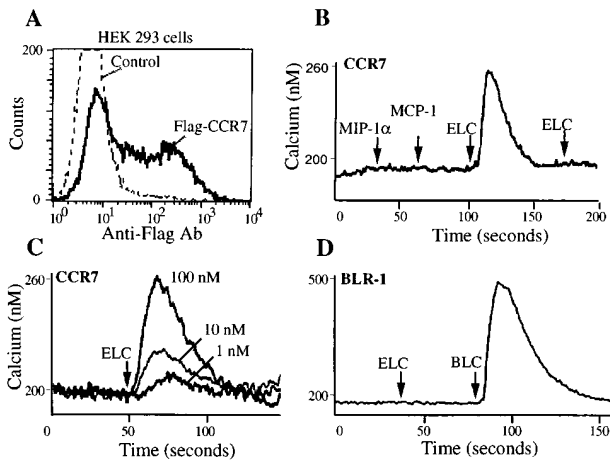 A
HEK 293 cells
200
Control
Flag-CCR7
Counts
0
10^0 10^1 10^2 10^3 10^4
Anti-Flag Ab
B
260
CCR7
MIP-1α
MCP-1
ELC
ELC
Calcium (nM)
200
0 50 100 150 200
Time (seconds)
C
CCR7
260
100 nM
10 nM
1 nM
ELC
Calcium (nM)
200
0 50 100
Time (seconds)
D
500
BLR-1
ELC
BLC
Calcium (nM)
200
0 50 100 150
Time (seconds)